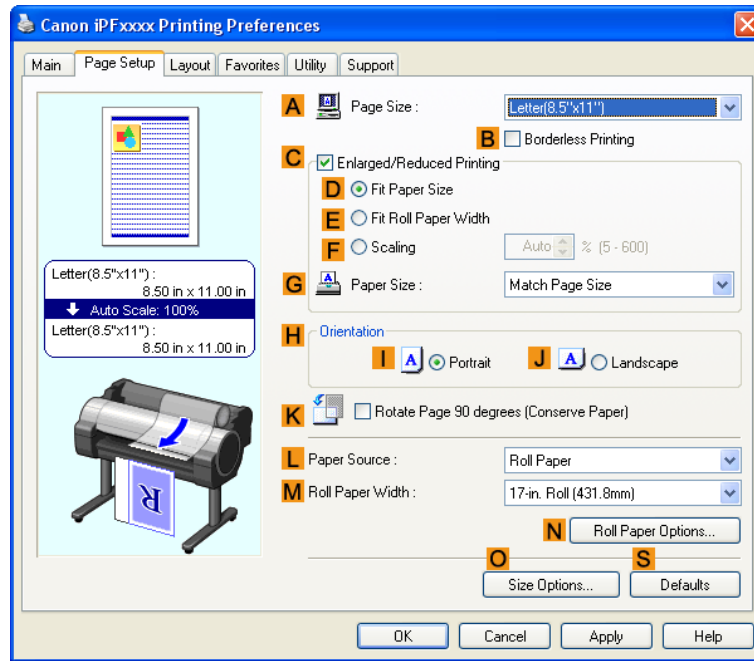 Canon iPFxxxx Printing Preferences
Main Page Setup Layout Favorites Utility Support
A Page Size : Letter(8.5"x11")
B Borderless Printing
C Enlarged/Reduced Printing
D Fit Paper Size
E Fit Roll Paper Width
F Scaling Auto % (5 - 600)
G Paper Size : Match Page Size
Letter(8.5"x11") :
8.50 in x 11.00 in
Auto Scale: 100%
Letter(8.5"x11") :
8.50 in x 11.00 in
H Orientation
I A Portrait J A Landscape
K Rotate Page 90 degrees (Conserve Paper)
L Paper Source : Roll Paper
M Roll Paper Width : 17-in. Roll (431.8mm)
N Roll Paper Options...
O S
Size Options... Defaults
R
OK Cancel Apply Help